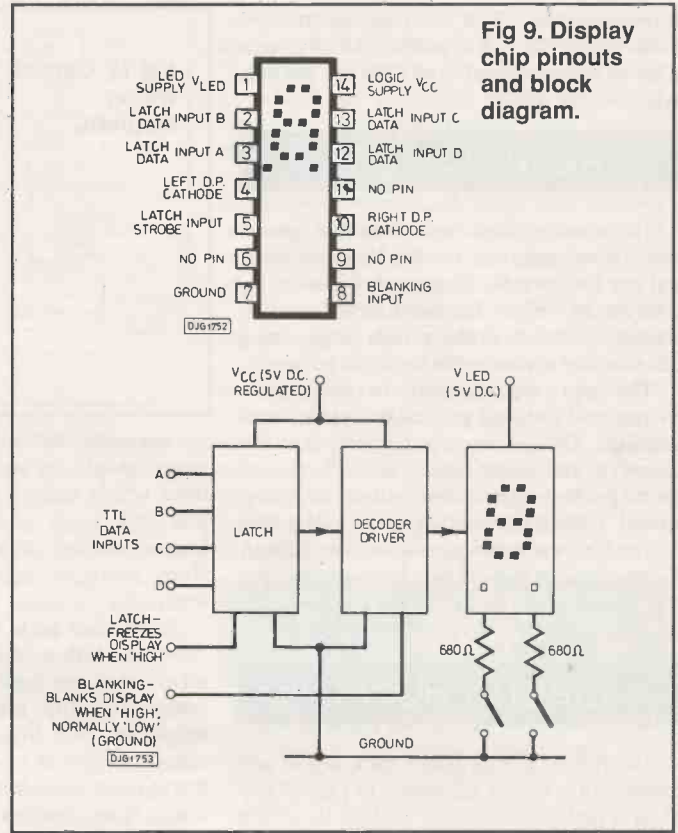 Fig 9. Display
chip pinouts
and block
diagram.
LED
SUPPLY VLED 1
LATCH
DATA INPUT B 2
LATCH
DATA INPUT A 3
LEFT D.P.
CATHODE 4
LATCH
STROBE INPUT 5
NO PIN 6
GROUND 7
14 LOGIC
SUPPLY VCC
13 LATCH
DATA INPUT C
12 LATCH
DATA INPUT D
11 NO PIN
10 RIGHT D.P.
CATHODE
9 NO PIN
8 BLANKING
INPUT
DJG1752
VCC (5V D.C.
REGULATED)
V LED
(5V D.C.)
A
B
TTL
DATA
INPUTS
C
D
LATCH
DECODER
DRIVER
LATCH-
FREEZES
DISPLAY
WHEN 'HIGH'
BLANKING-
BLANKS DISPLAY
WHEN 'HIGH',
NORMALLY 'LOW'
(GROUND)
DJG1753
680Ω
680Ω
GROUND